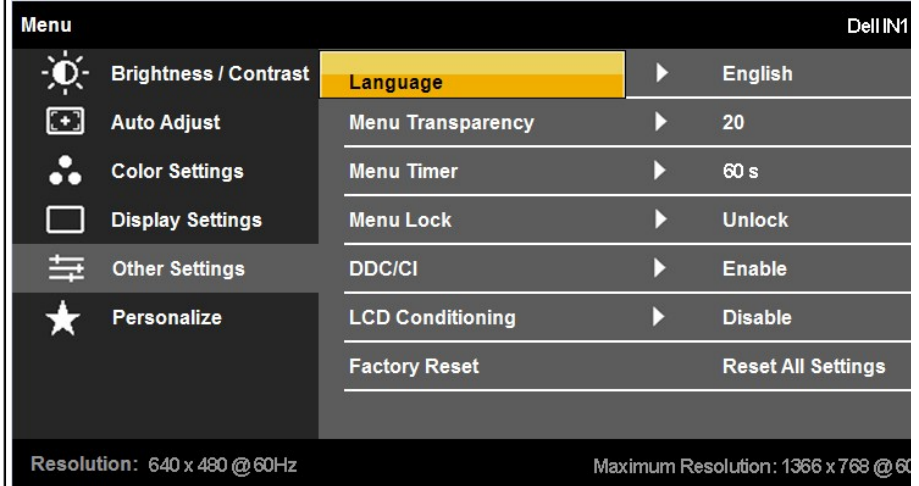 Menu Dell IN1
Brightness / Contrast Language English
Auto Adjust Menu Transparency 20
Color Settings Menu Timer 60 s
Display Settings Menu Lock Unlock
Other Settings DDC/CI Enable
Personalize LCD Conditioning Disable
Factory Reset Reset All Settings
Resolution: 640 x 480 @60Hz Maximum Resolution: 1366 x 768 @ 60